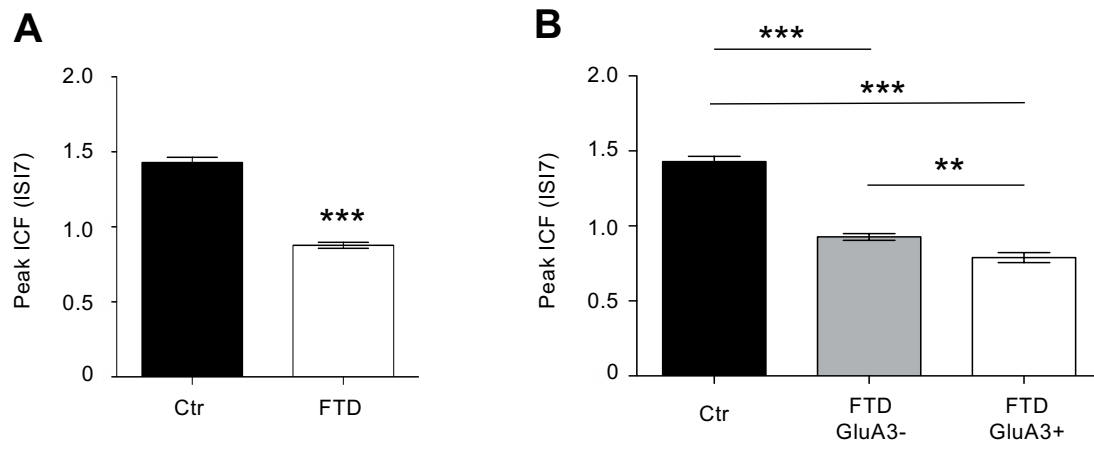 A
2.0
1.5
1.0
0.5
0
Peak ICF (ISI7)
***
Ctr
FTD
B
***
***
**
2.0
1.5
1.0
0.5
0
Peak ICF (ISI7)
Ctr
FTD
GluA3-
FTD
GluA3+